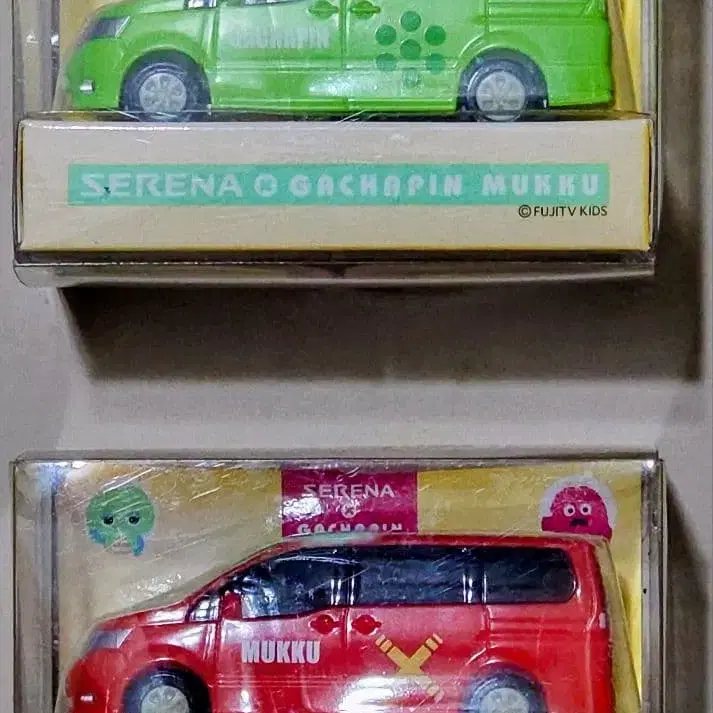 GACHAPIN
SERENA GACHAPIN MUKKU
©FUJITV KIDS
SERENA
GACHAPIN
MUKKU